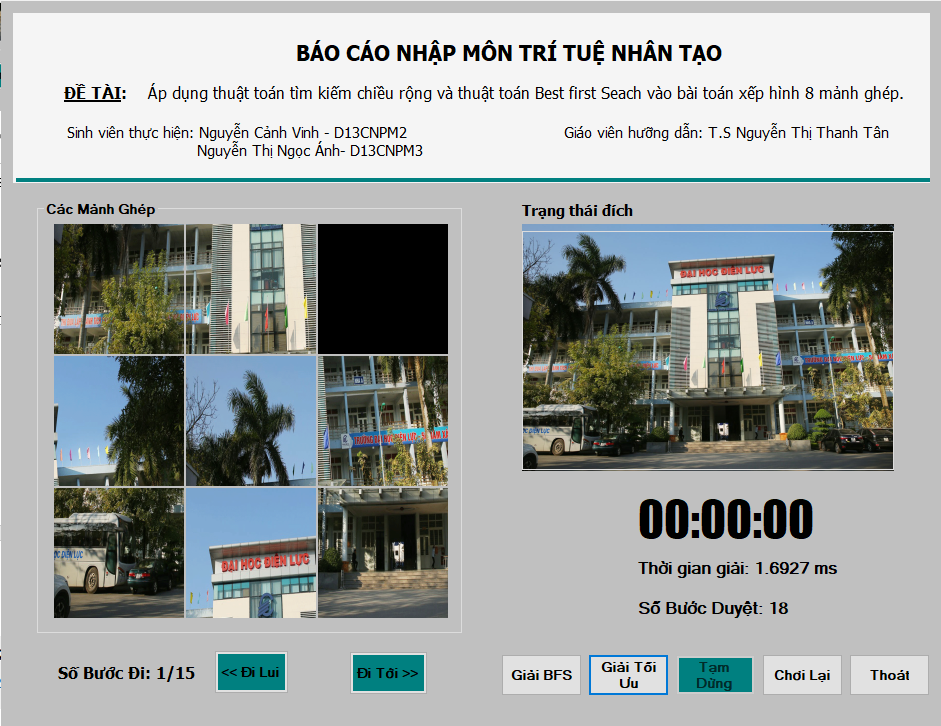 BÁO CÁO NHẬP MÔN TRÍ TUỆ NHÂN TẠO
ĐỀ TÀI: Áp dụng thuật toán tìm kiếm chiều rộng và thuật toán Best first Seach vào bài toán xếp hình 8 mảnh ghép.
Sinh viên thực hiện: Nguyễn Cảnh Vinh - D13CNPM2
Nguyễn Thị Ngọc Ánh- D13CNPM3
Giáo viên hướng dẫn: T.S Nguyễn Thị Thanh Tân
Các Mảnh Ghép
ĐẠI HỌC ĐIỆN LỰC
Trạng thái đích
ĐẠI HỌC ĐIỆN LỰC
00:00:00
Thời gian giải: 1.6927 ms
Số Bước Duyệt: 18
Số Bước Đi: 1/15
<< Đi Lui
Đi Tới >>
Giải BFS
Giải Tối
Ưu
Tạm
Dừng
Chơi Lại
Thoát